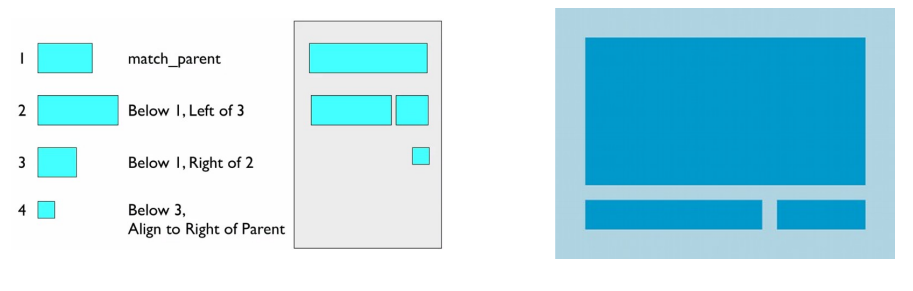 1 match_parent
2 Below 1, Left of 3
3 Below 1, Right of 2
4 Below 3,
Align to Right of Parent